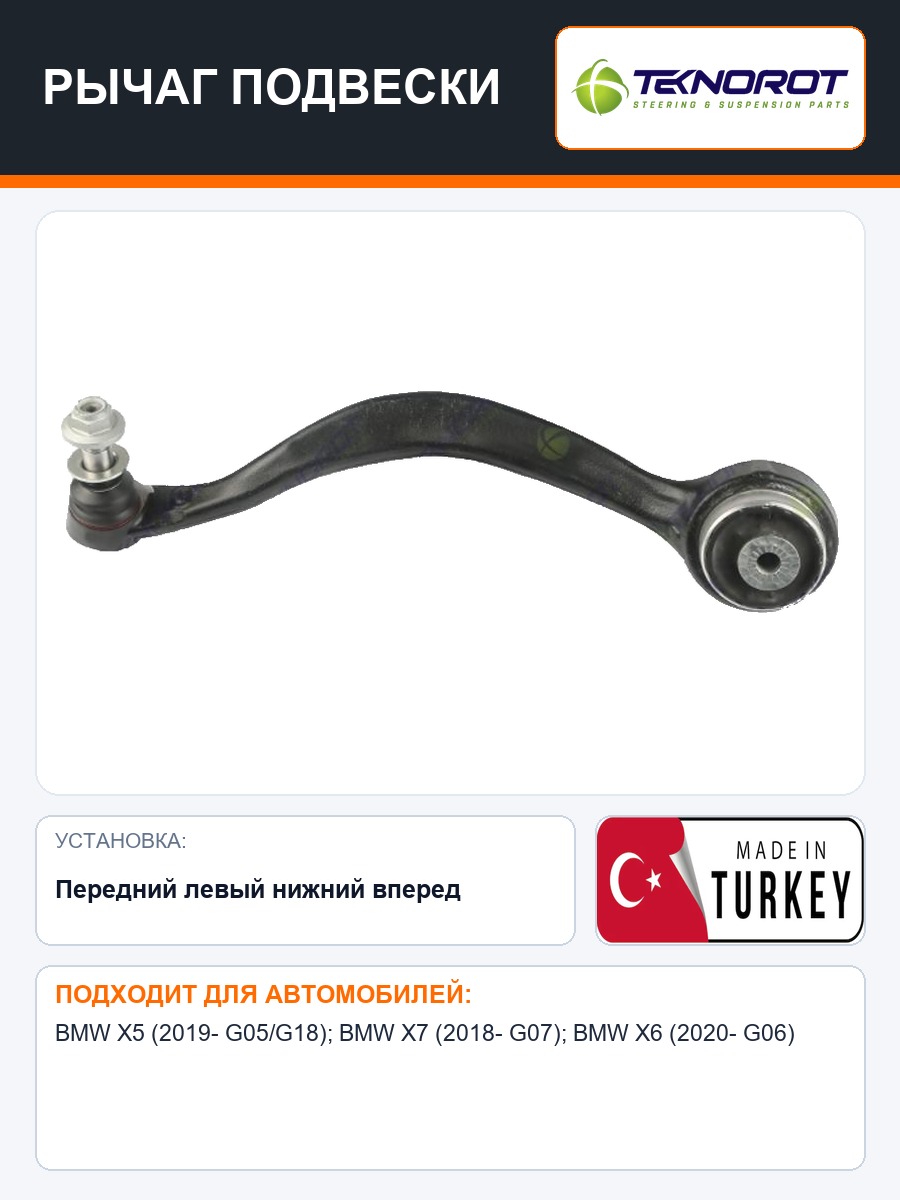 РЫЧАГ ПОДВЕСКИ
TEKNOROT
STEERING & SUSPENSION PARTS
УСТАНОВКА:
Передний левый нижний вперед
MADE IN
TURKEY
ПОДХОДИТ ДЛЯ АВТОМОБИЛЕЙ:
BMW X5 (2019- G05/G18); BMW X7 (2018- G07); BMW X6 (2020- G06)